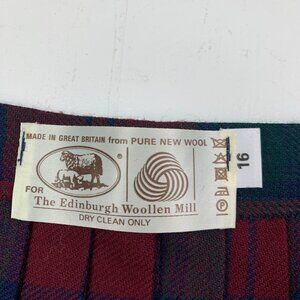 MADE IN GREAT BRITAIN from PURE NEW WOOL
®
FOR
The Edinburgh Woollen Mill
DRY CLEAN ONLY
16